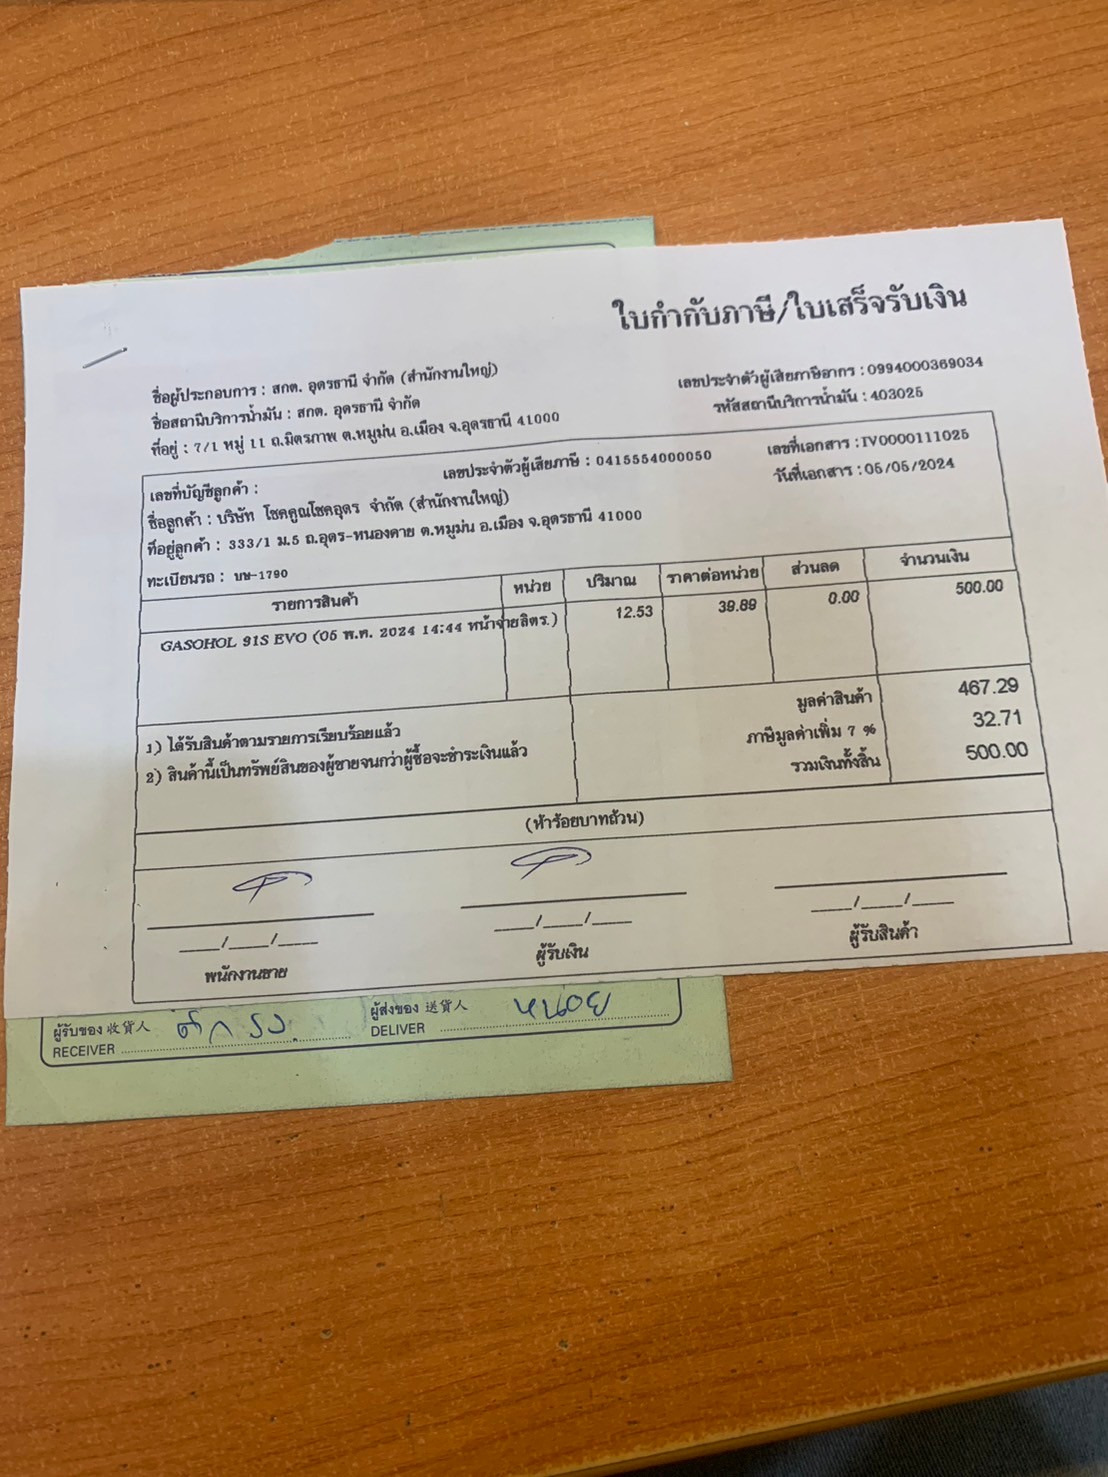 ใบกำกับภาษี/ใบเสร็จรับเงิน
ชื่อผู้ประกอบการ : สกต. อุดรธานี จำกัด (สำนักงานใหญ่)
เลขประจำตัวผู้เสียภาษีอากร : 0994000369034
ชื่อสถานีบริการน้ำมัน : สกต. อุดรธานี จำกัด
รหัสสถานีบริการน้ำมัน : 403025
ที่อยู่ : 7/1 หมู่ 11 ถ.มิตรภาพ ต.หมูม่น อ.เมือง จ.อุดรธานี 41000
เลขที่บัญชีลูกค้า :
เลขประจำตัวผู้เสียภาษี : 0415554000050
เลขที่เอกสาร : IV0000111025
ชื่อลูกค้า : บริษัท โชคคูณโชคอุดร จำกัด (สำนักงานใหญ่)
วันที่เอกสาร : 05/05/2024
ที่อยู่ลูกค้า : 333/1 ม.5 ถ.อุดร-หนองคาย ต.หมูม่น อ.เมือง จ.อุดรธานี 41000
ทะเบียนรถ : บษ-1790
รายการสินค้า หน่วย ปริมาณ ราคาต่อหน่วย ส่วนลด จำนวนเงิน
GASOHOL 91S EVO (05 พ.ค. 2024 14:44 หน้าจ่ายลิตร.) 12.53 39.89 0.00 500.00
มูลค่าสินค้า 467.29
1) ได้รับสินค้าตามรายการเรียบร้อยแล้ว
ภาษีมูลค่าเพิ่ม 7 % 32.71
2) สินค้านี้เป็นทรัพย์สินของผู้ขายจนกว่าผู้ซื้อจะชำระเงินแล้ว
รวมเงินทั้งสิ้น 500.00
(ห้าร้อยบาทถ้วน)
___/___/___ ___/___/___ ___/___/___
พนักงานขาย ผู้รับเงิน ผู้รับสินค้า
ผู้รับของ 收貨人 ผู้ส่งของ 送貨人 หน่อย
RECEIVER DELIVER